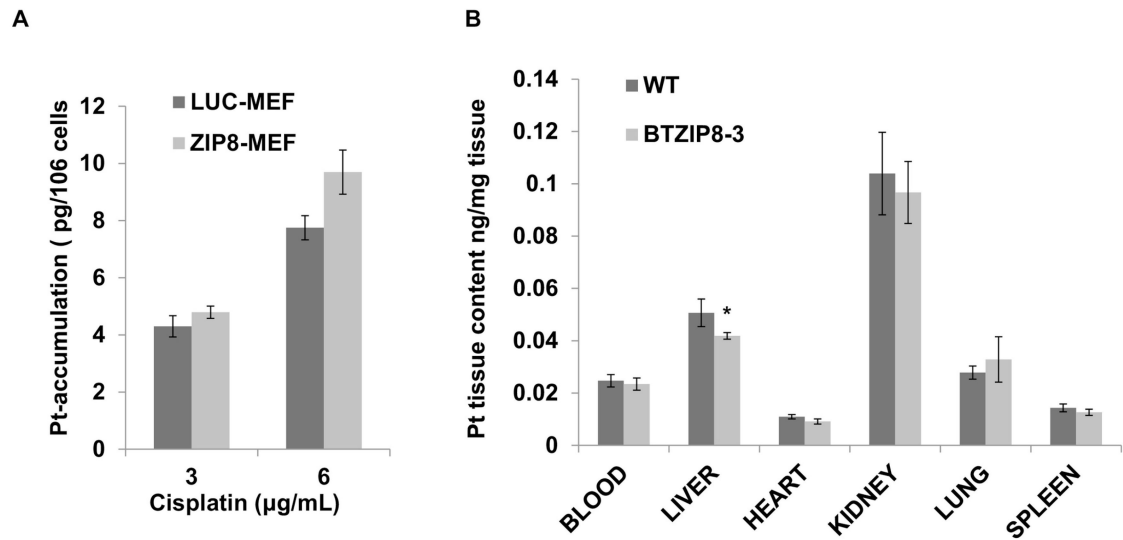 A
Pt-accumulation ( pg/106 cells
12
10
8
6
4
2
0
LUC-MEF
ZIP8-MEF
3
6
Cisplatin (µg/mL)
B
Pt tissue content ng/mg tissue
0.14
0.12
0.1
0.08
0.06
0.04
0.02
0
WT
BTZIP8-3
*
BLOOD
LIVER
HEART
KIDNEY
LUNG
SPLEEN